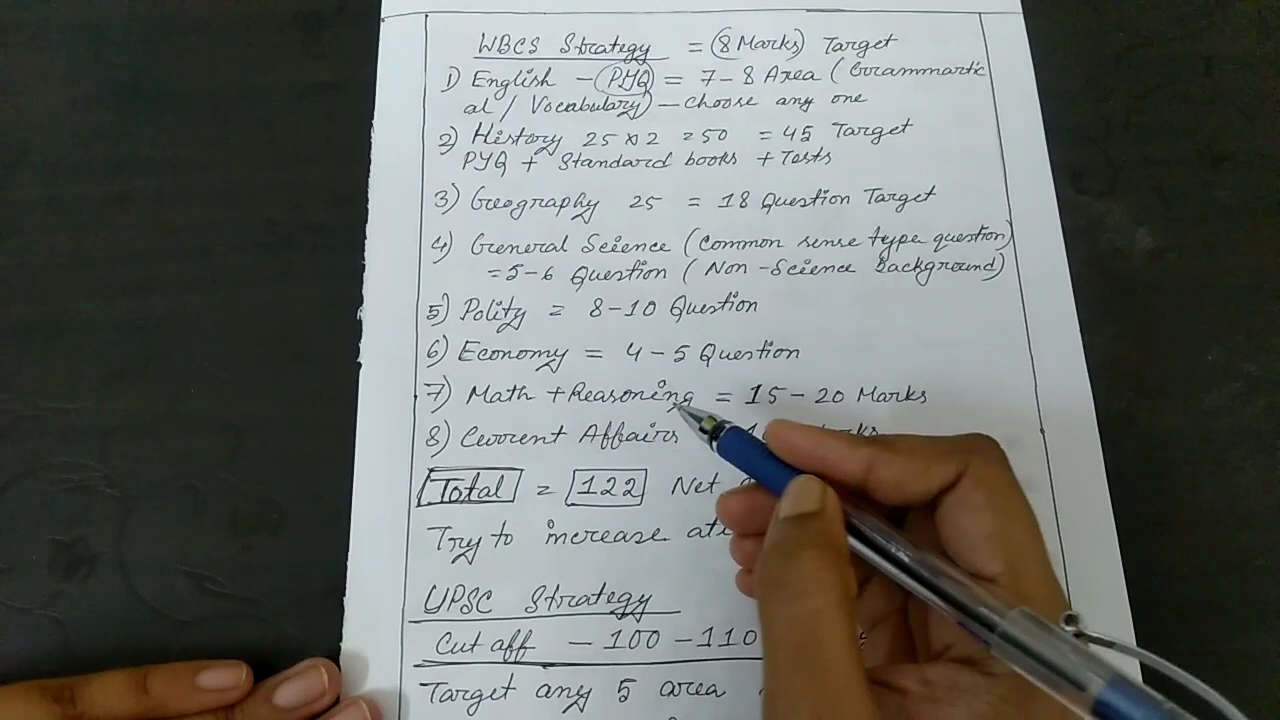 WBCS Strategy = 8 Marks Target
1) English - PYQ = 7-8 Area (Grammartic
al / Vocabulary) - Choose any one
2) History 25 x 2 = 50 = 45 Target
PYQ + Standard books + Tests
3) Geography 25 = 18 Question Target
4) General Science (Common sense type question)
= 5-6 Question (Non-Science Background)
5) Polity = 8-10 Question
6) Economy = 4-5 Question
7) Math + Reasoning = 15-20 Marks
8) Current Affairs
Total = 122 Net
Try to increase
UPSC Strategy
Cut off - 100-110
Target any 5 area